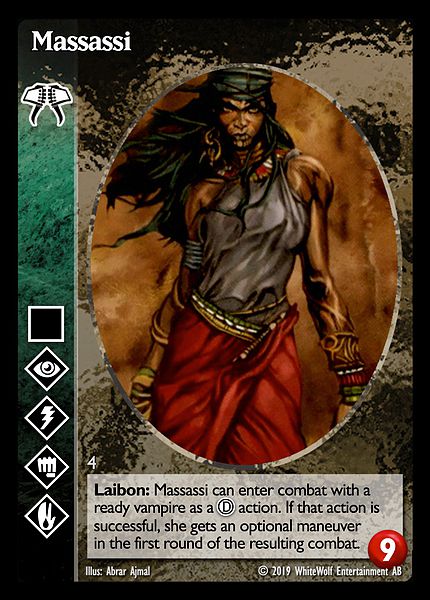 Massassi
4
Laibon: Massassi can enter combat with a
ready vampire as a Ⓓ action. If that action is
successful, she gets an optional maneuver
in the first round of the resulting combat.
9
Illus: Abrar Ajmal © 2019 WhiteWolf Entertainment AB